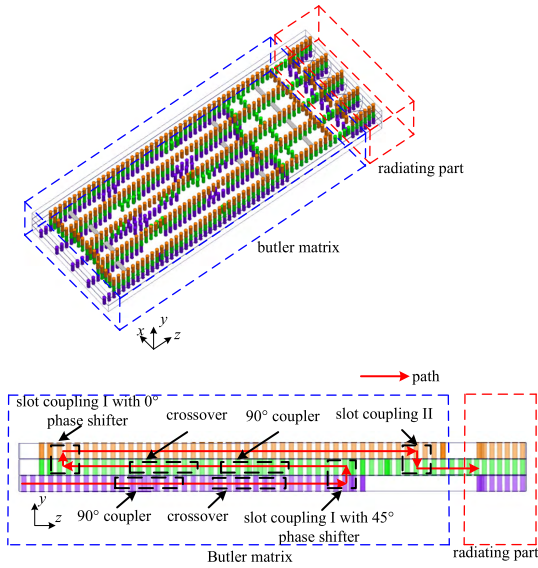 radiating part
butler matrix
x
y
z
path
slot coupling I with 0°
phase shifter
crossover
90° coupler
slot coupling II
y
z
90° coupler
crossover
slot coupling I with 45°
phase shifter
Butler matrix
radiating part